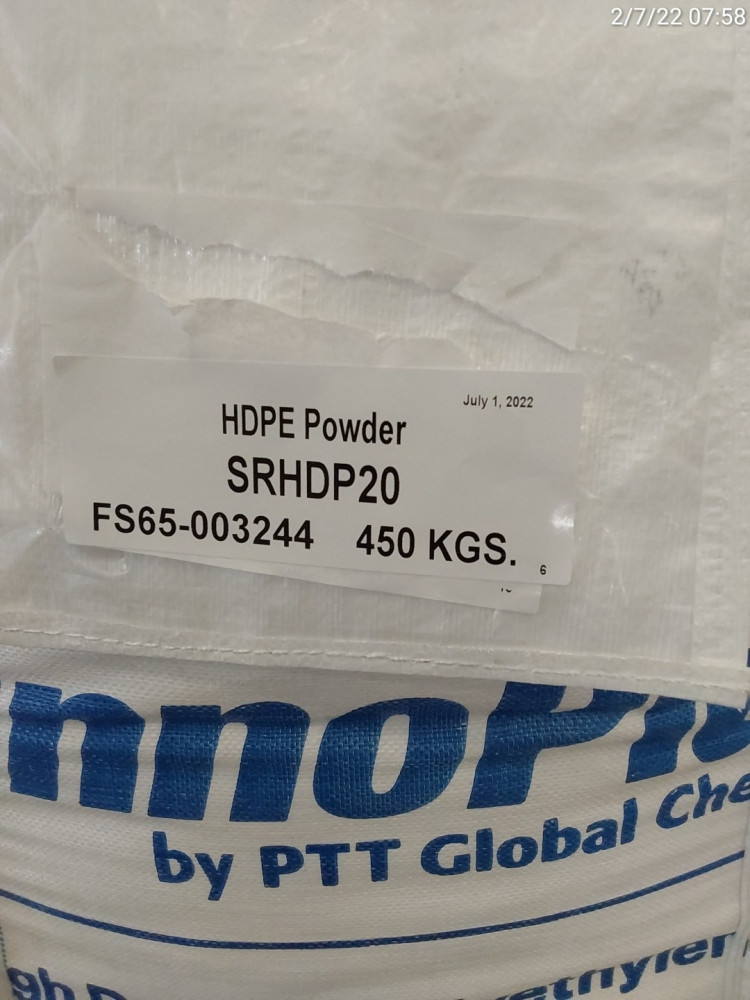 2/7/22 07:58
July 1, 2022
HDPE Powder
SRHDP20
FS65-003244 450 KGS.
6
by PTT Global